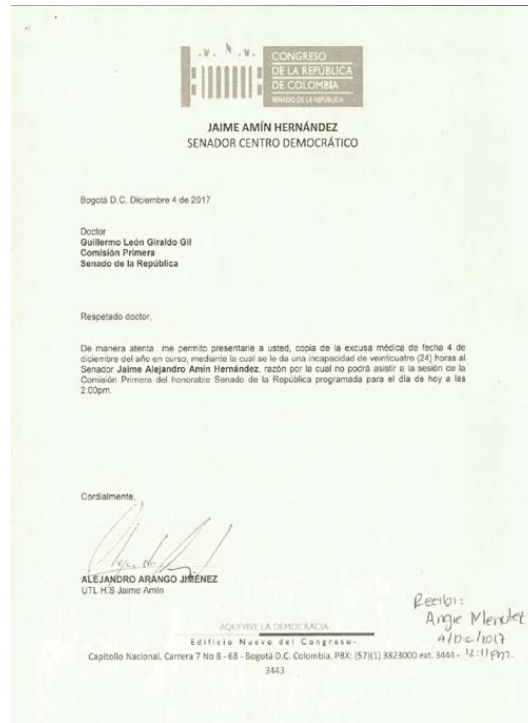 CONGRESO
DE LA REPÚBLICA
DE COLOMBIA
SENADO DE LA REPÚBLICA
JAIME AMÍN HERNÁNDEZ
SENADOR CENTRO DEMOCRÁTICO
Bogotá D.C. Diciembre 4 de 2017
Doctor
Guillermo León Giraldo Gil
Comisión Primera
Senado de la República
Respetado doctor,
De manera atenta me permito presentarle a usted, copia de la excusa médica de fecha 4 de
diciembre del año en curso, mediante la cual se le da una incapacidad de veinticuatro (24) horas al
Senador Jaime Alejandro Amín Hernández, razón por la cual no podrá asistir a la sesión de la
Comisión Primera del honorable Senado de la República programada para el día de hoy a las
2:00pm.
Cordialmente,
ALEJANDRO ARANGO JIMÉNEZ
UTL H.S Jaime Amín
Recibi:
Angie Mendez
4/Dic/2017
12:11pm.
AQUÍVIVE LA DEMOCRACIA
Edificio Nuevo del Congreso-
Capitolio Nacional, Carrera 7 No 8 - 68 - Bogotá D.C. Colombia. PBX: (57)(1) 3823000 ext. 3444 -
3443